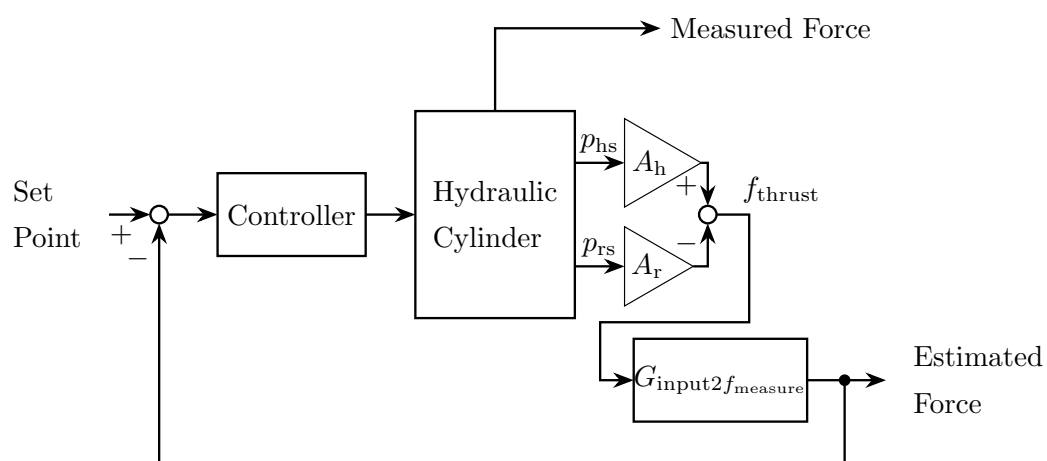 Measured Force
p_hs
A_h
+
Set
Point
+
−
Controller
Hydraulic
Cylinder
f_thrust
p_rs
−
A_r
G_input2f_measure
Estimated
Force